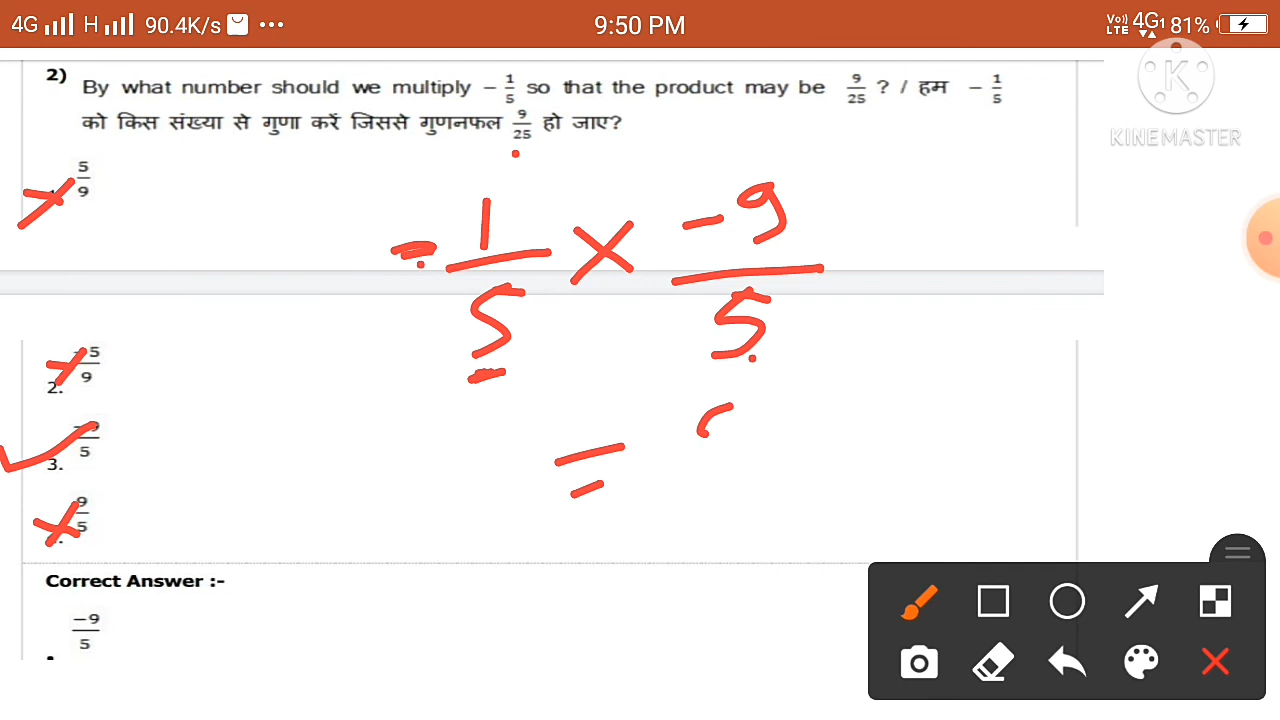 4G H 90.4K/s 9:50 PM VoLTE 4G1 81%
KINEMASTER
2) By what number should we multiply - 1/5 so that the product may be 9/25 ? / हम - 1/5
को किस संख्या से गुणा करें जिससे गुणनफल 9/25 हो जाए?
5/9
- 1/5 × -9/5
2. -5/9
=
3. -9/5
9/5
Correct Answer :-
-9/5